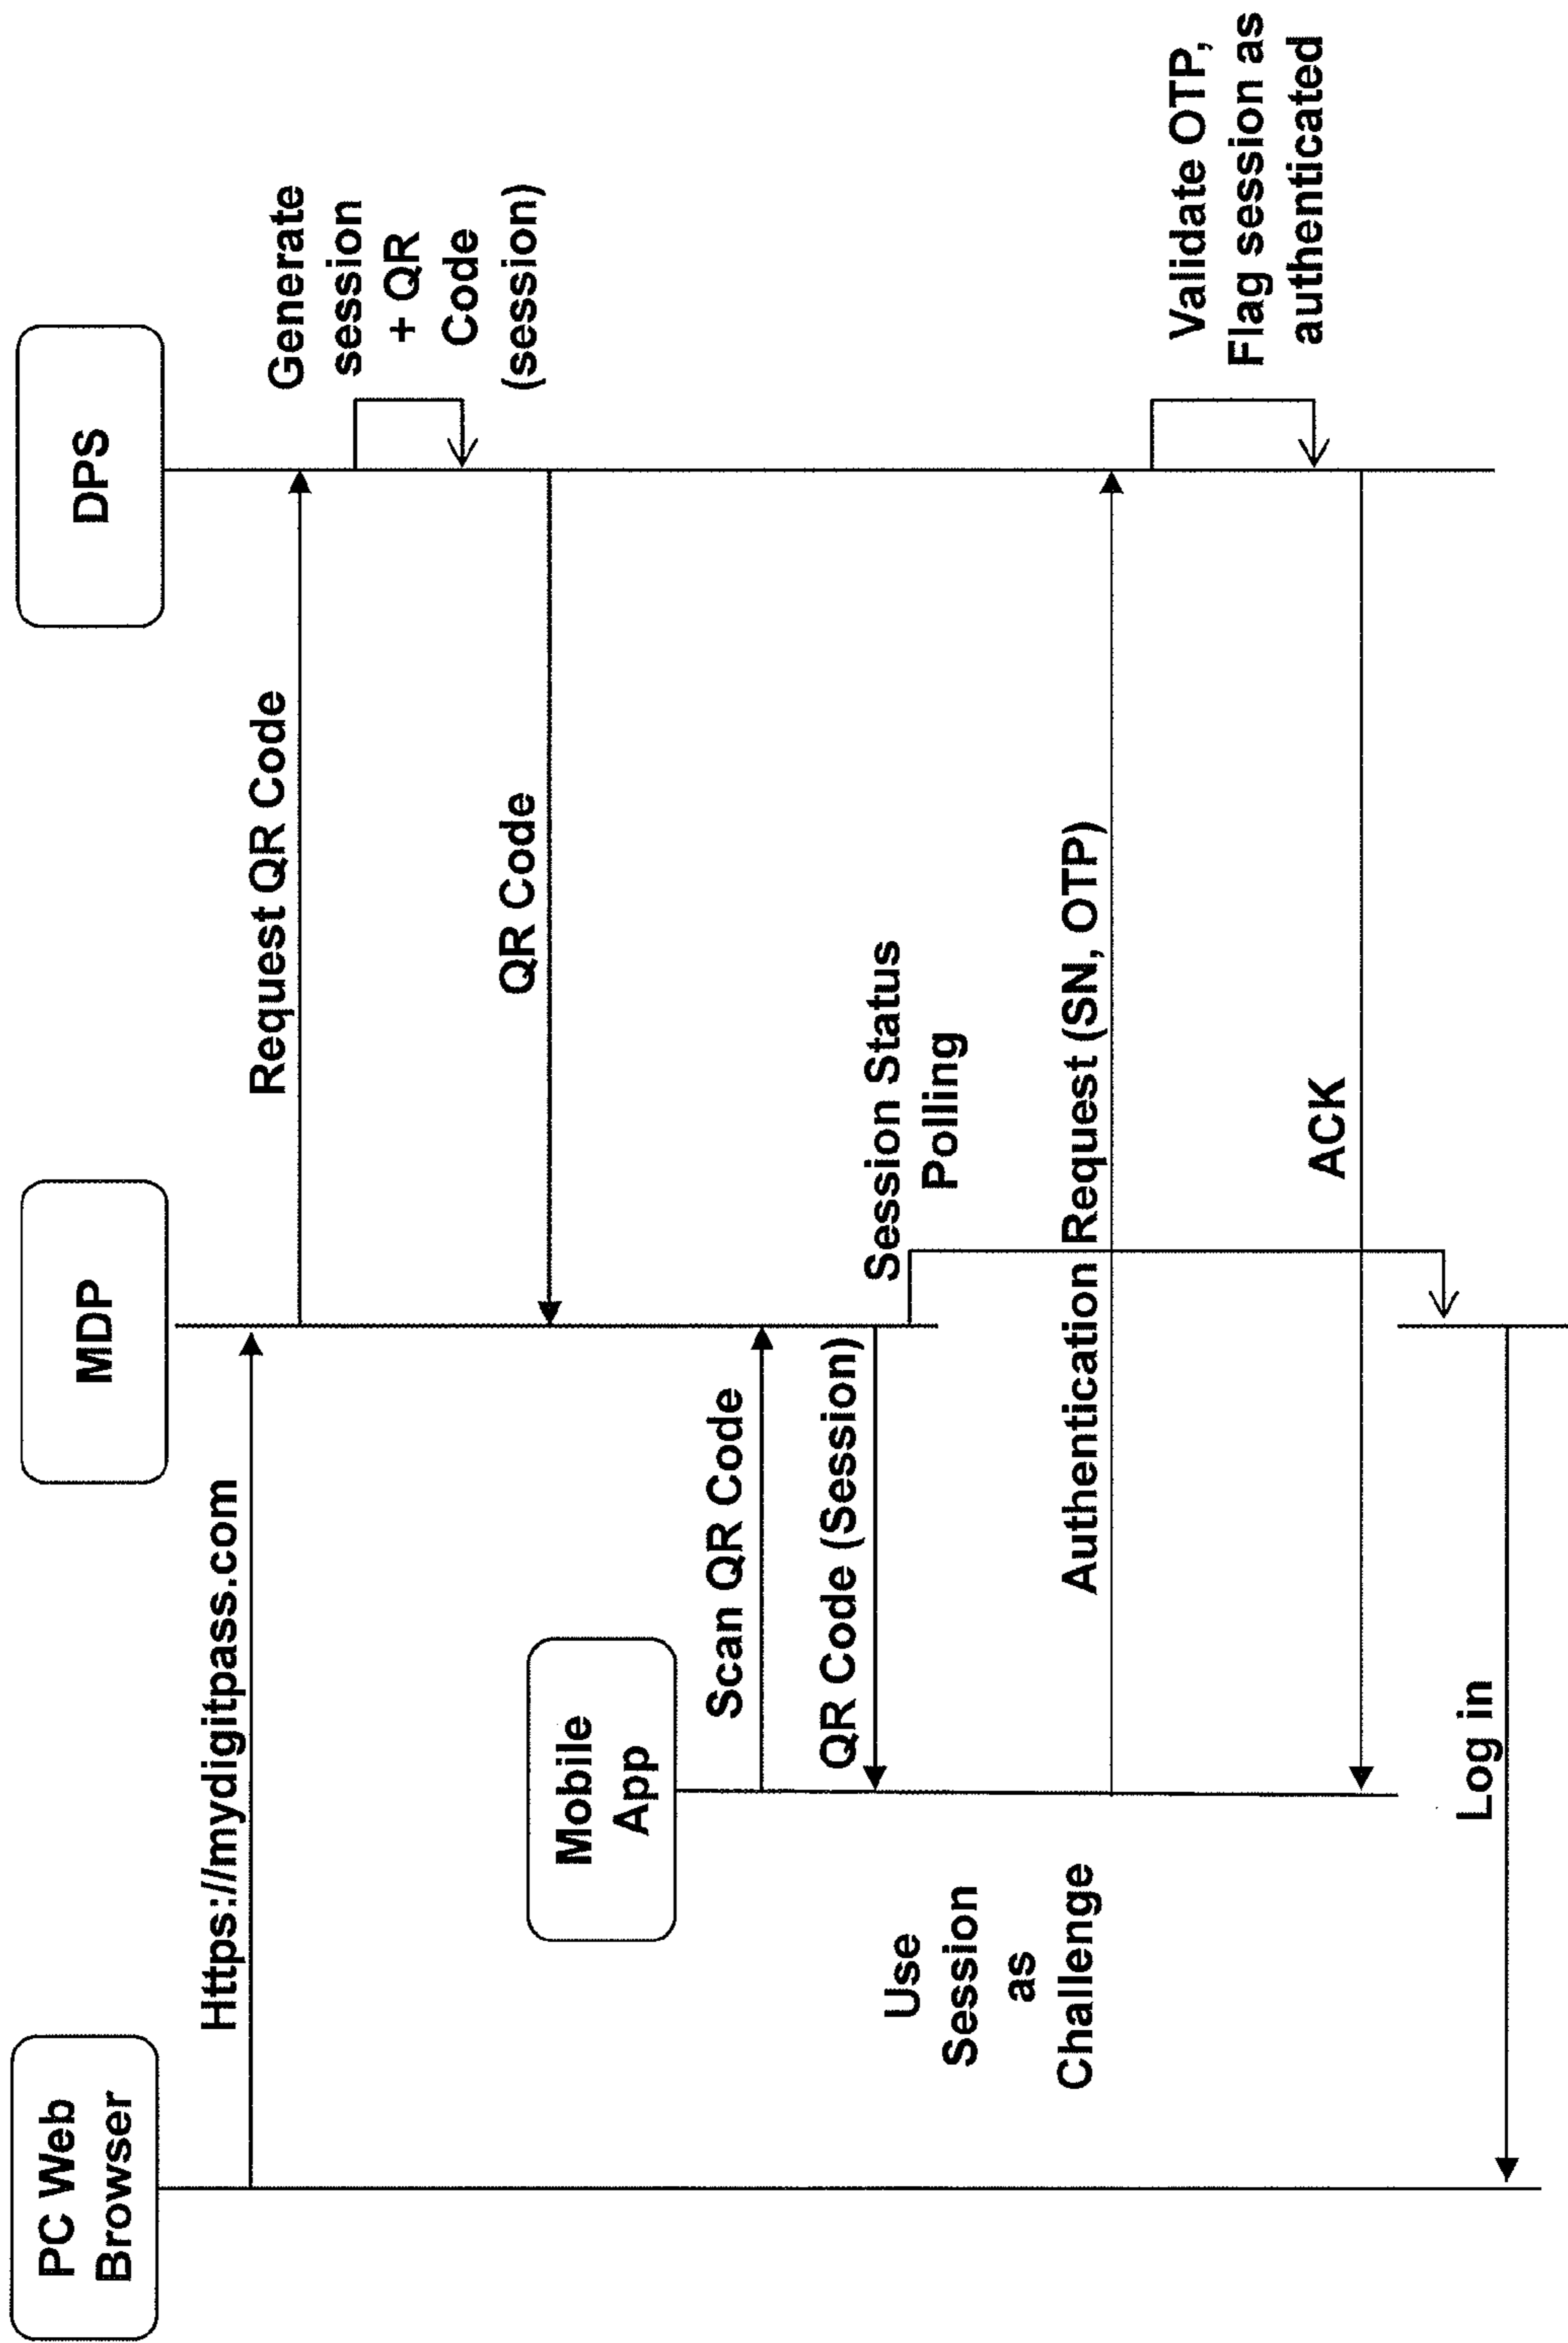 PC Web
Browser
MDP
DPS
Https://mydigitpass.com
Request QR Code
Generate
session
+ QR
Code
(session)
QR Code
Mobile
App
Scan QR Code
QR Code (Session)
Session Status
Polling
Use
Session
as
Challenge
Authentication Request (SN, OTP)
Validate OTP,
Flag session as
authenticated
ACK
Log in